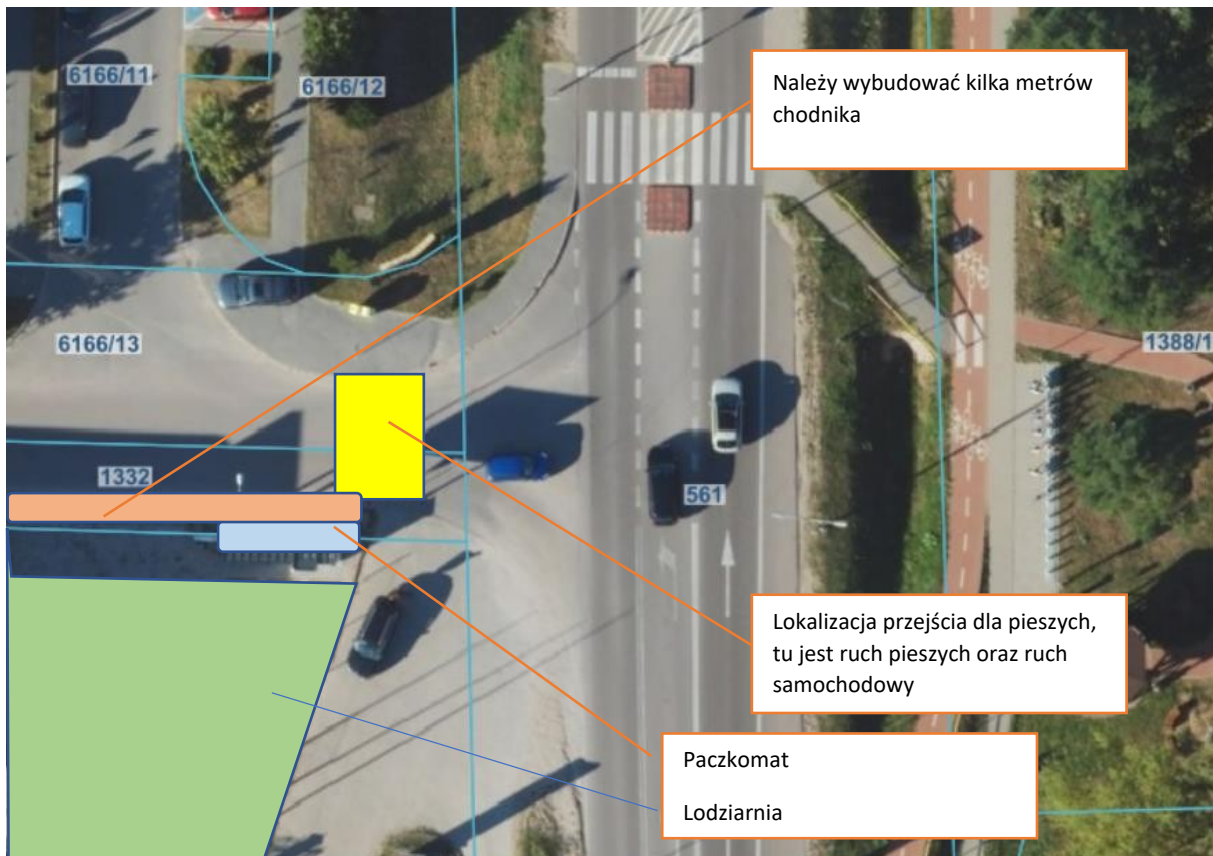 6166/11
6166/12
Należy wybudować kilka metrów
chodnika
6166/13
1388/1
1332
561
Lokalizacja przejścia dla pieszych,
tu jest ruch pieszych oraz ruch
samochodowy
Paczkomat
Lodziarnia